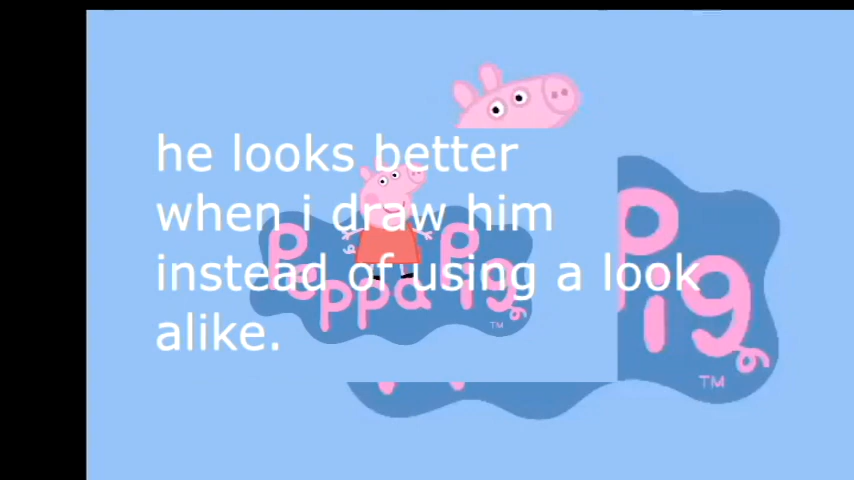 he looks better
when i draw him
instead of using a look
alike.
Peppa Pig
TM
Pig
TM